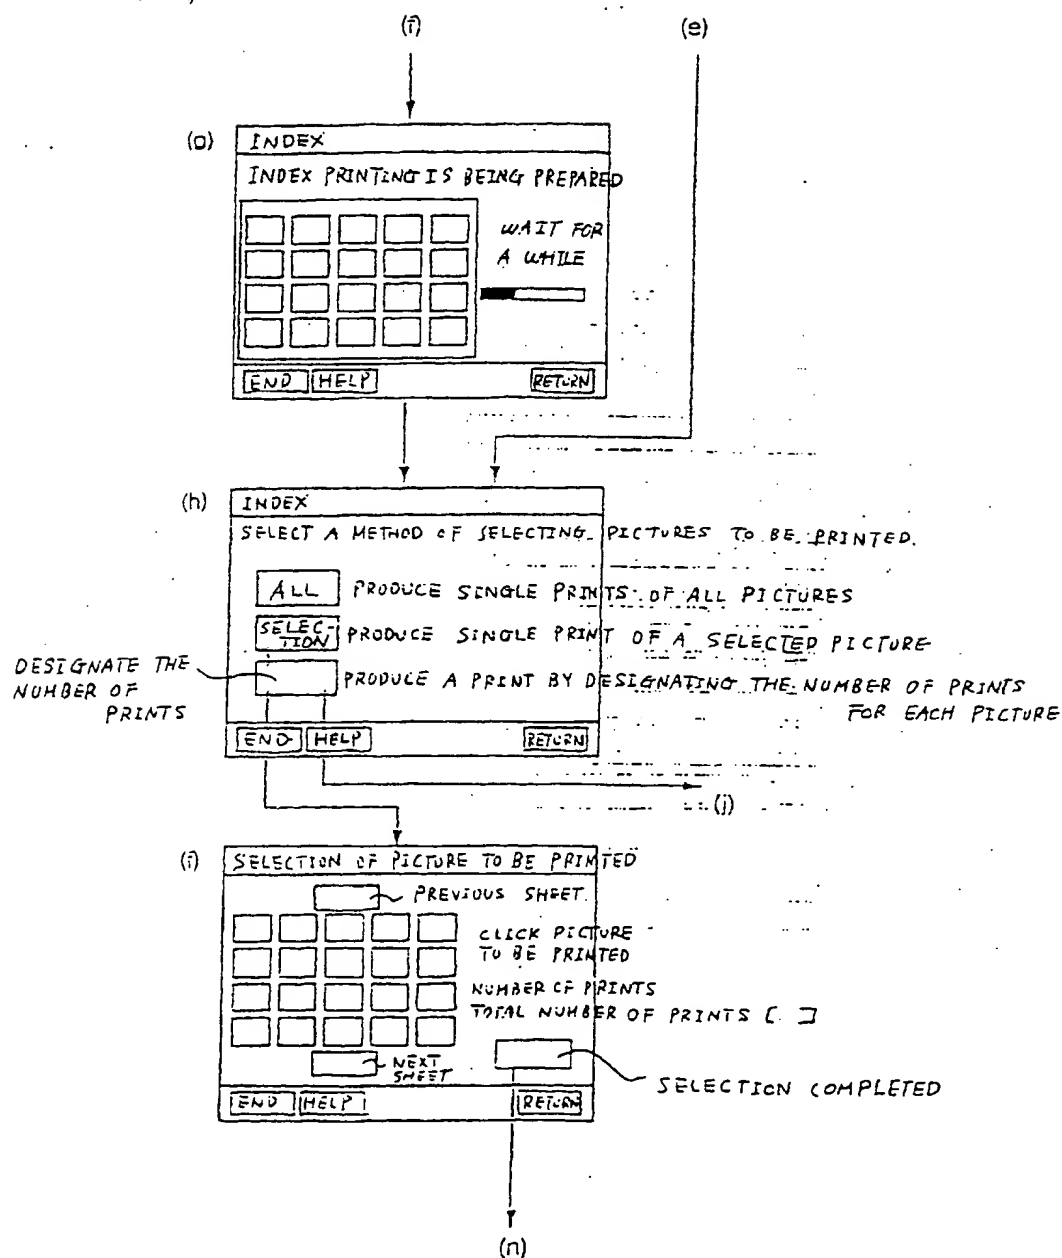 (f)
(e)
(o)
INDEX
INDEX PRINTING IS BEING PREPARED
WAIT FOR
A WHILE
END HELP RETURN
(h)
INDEX
SELECT A METHOD OF SELECTING PICTURES TO BE PRINTED.
ALL PRODUCE SINGLE PRINTS OF ALL PICTURES
SELEC-
TION PRODUCE SINGLE PRINT OF A SELECTED PICTURE
DESIGNATE THE
NUMBER OF
PRINTS
PRODUCE A PRINT BY DESIGNATING THE NUMBER OF PRINTS
FOR EACH PICTURE
END HELP RETURN
(j)
(i)
SELECTION OF PICTURE TO BE PRINTED
PREVIOUS SHEET
CLICK PICTURE
TO BE PRINTED
NUMBER OF PRINTS
TOTAL NUMBER OF PRINTS [ ]
NEXT
SHEET
SELECTION COMPLETED
END HELP RETURN
(n)